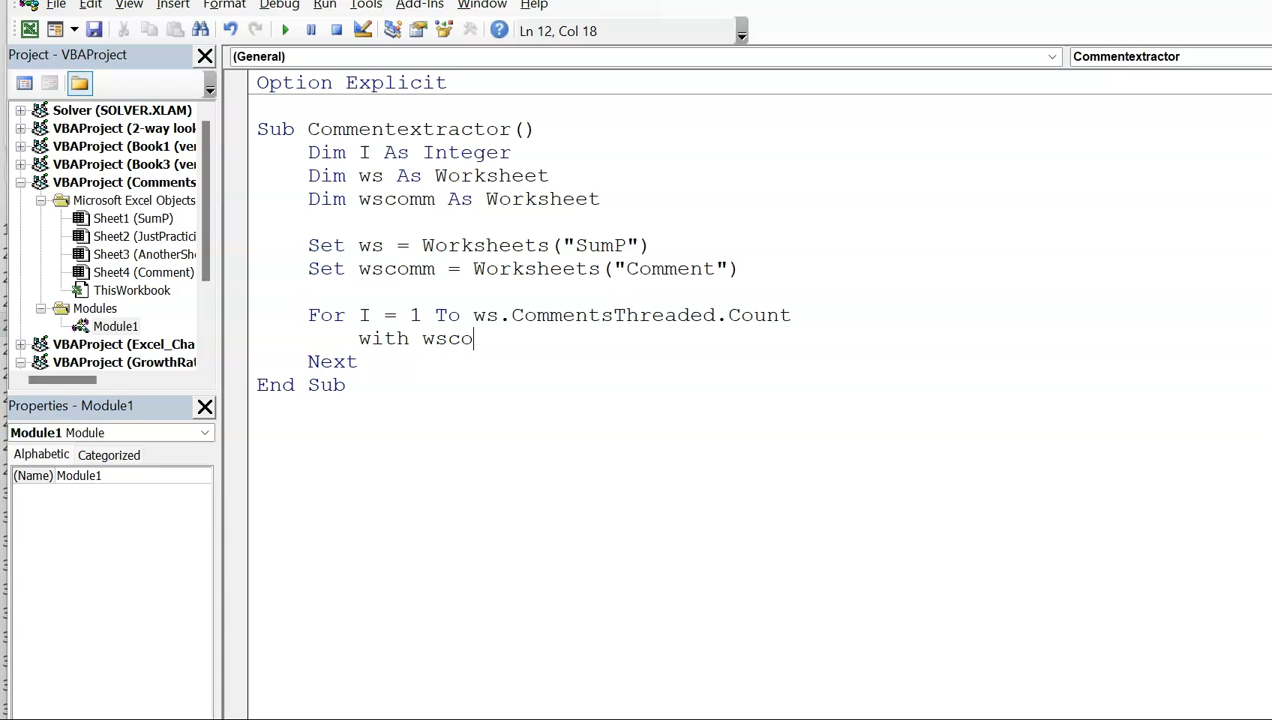 File Edit View Insert Format Debug Run Tools Add-Ins Window Help
Ln 12, Col 18
Project - VBAProject
(General)
Commentextractor
Solver (SOLVER.XLAM)
VBAProject (2-way look
VBAProject (Book1 (ver
VBAProject (Book3 (ver
VBAProject (Comments
Microsoft Excel Objects
Sheet1 (SumP)
Sheet2 (JustPractici
Sheet3 (AnotherShe
Sheet4 (Comment)
ThisWorkbook
Modules
Module1
VBAProject (Excel_Cha
VBAProject (GrowthRat
Properties - Module1
Module1 Module
Alphabetic Categorized
(Name) Module1
Option Explicit
Sub Commentextractor()
Dim I As Integer
Dim ws As Worksheet
Dim wscomm As Worksheet
Set ws = Worksheets("SumP")
Set wscomm = Worksheets("Comment")
For I = 1 To ws.CommentsThreaded.Count
with wsco
Next
End Sub